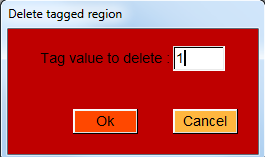 Delete tagged region
Tag value to delete : 1
Ok Cancel